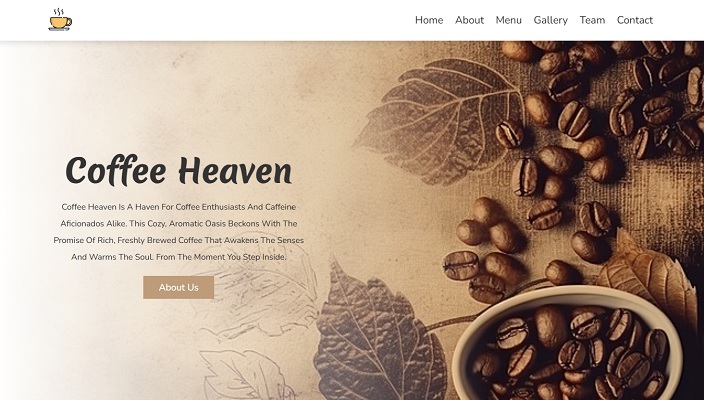 Home About Menu Gallery Team Contact
Coffee Heaven
Coffee Heaven Is A Haven For Coffee Enthusiasts And Caffeine
Aficionados Alike. This Cozy, Aromatic Oasis Beckons With The
Promise Of Rich, Freshly Brewed Coffee That Awakens The Senses
And Warms The Soul. From The Moment You Step Inside.
About Us